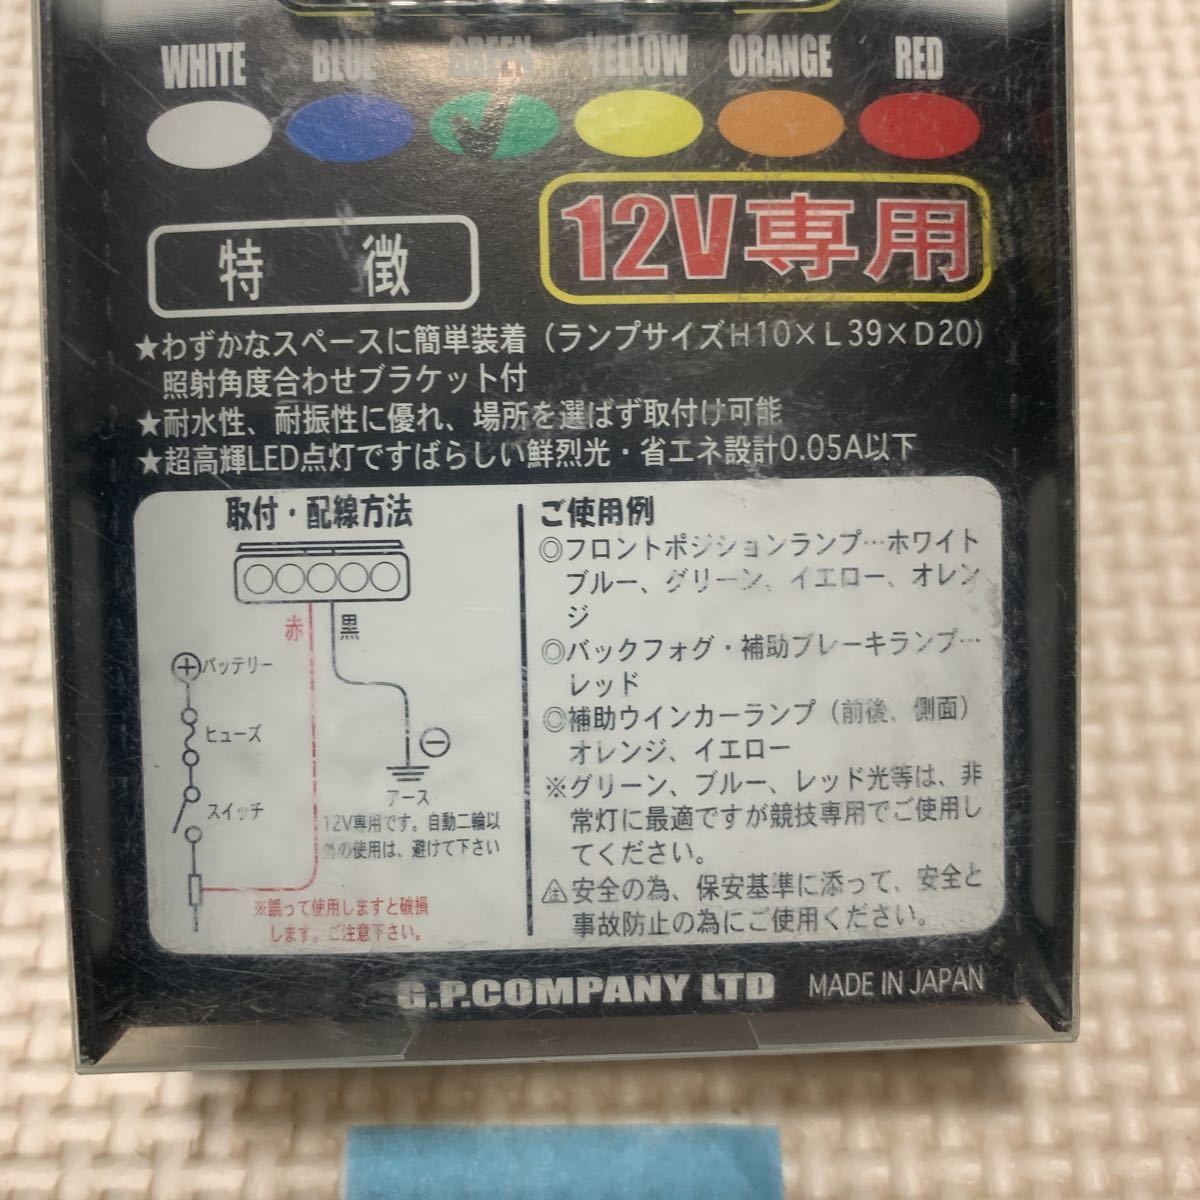 WHITE BLUE GREEN YELLOW ORANGE RED
12V専用
特 徴
★わずかなスペースに簡単装着（ランプサイズH10×L39×D20）
照射角度合わせブラケット付
★耐水性、耐振性に優れ、場所を選ばず取付け可能
★超高輝LED点灯ですばらしい鮮烈光・省エネ設計0.05A以下
取付・配線方法
赤
黒
⊕バッテリー
ヒューズ
スイッチ
⊖
アース
12V専用です。自動二輪以
外の使用は、避けて下さい
※誤って使用しますと破損
します。ご注意下さい。
ご使用例
◎フロントポジションランプ…ホワイト
ブルー、グリーン、イエロー、オレン
ジ
◎バックフォグ・補助ブレーキランプ…
レッド
◎補助ウインカーランプ（前後、側面）
オレンジ、イエロー
※グリーン、ブルー、レッド光等は、非
常灯に最適ですが競技専用でご使用し
てください。
安全の為、保安基準に添って、安全と
事故防止の為にご使用ください。
G.P.COMPANY LTD MADE IN JAPAN